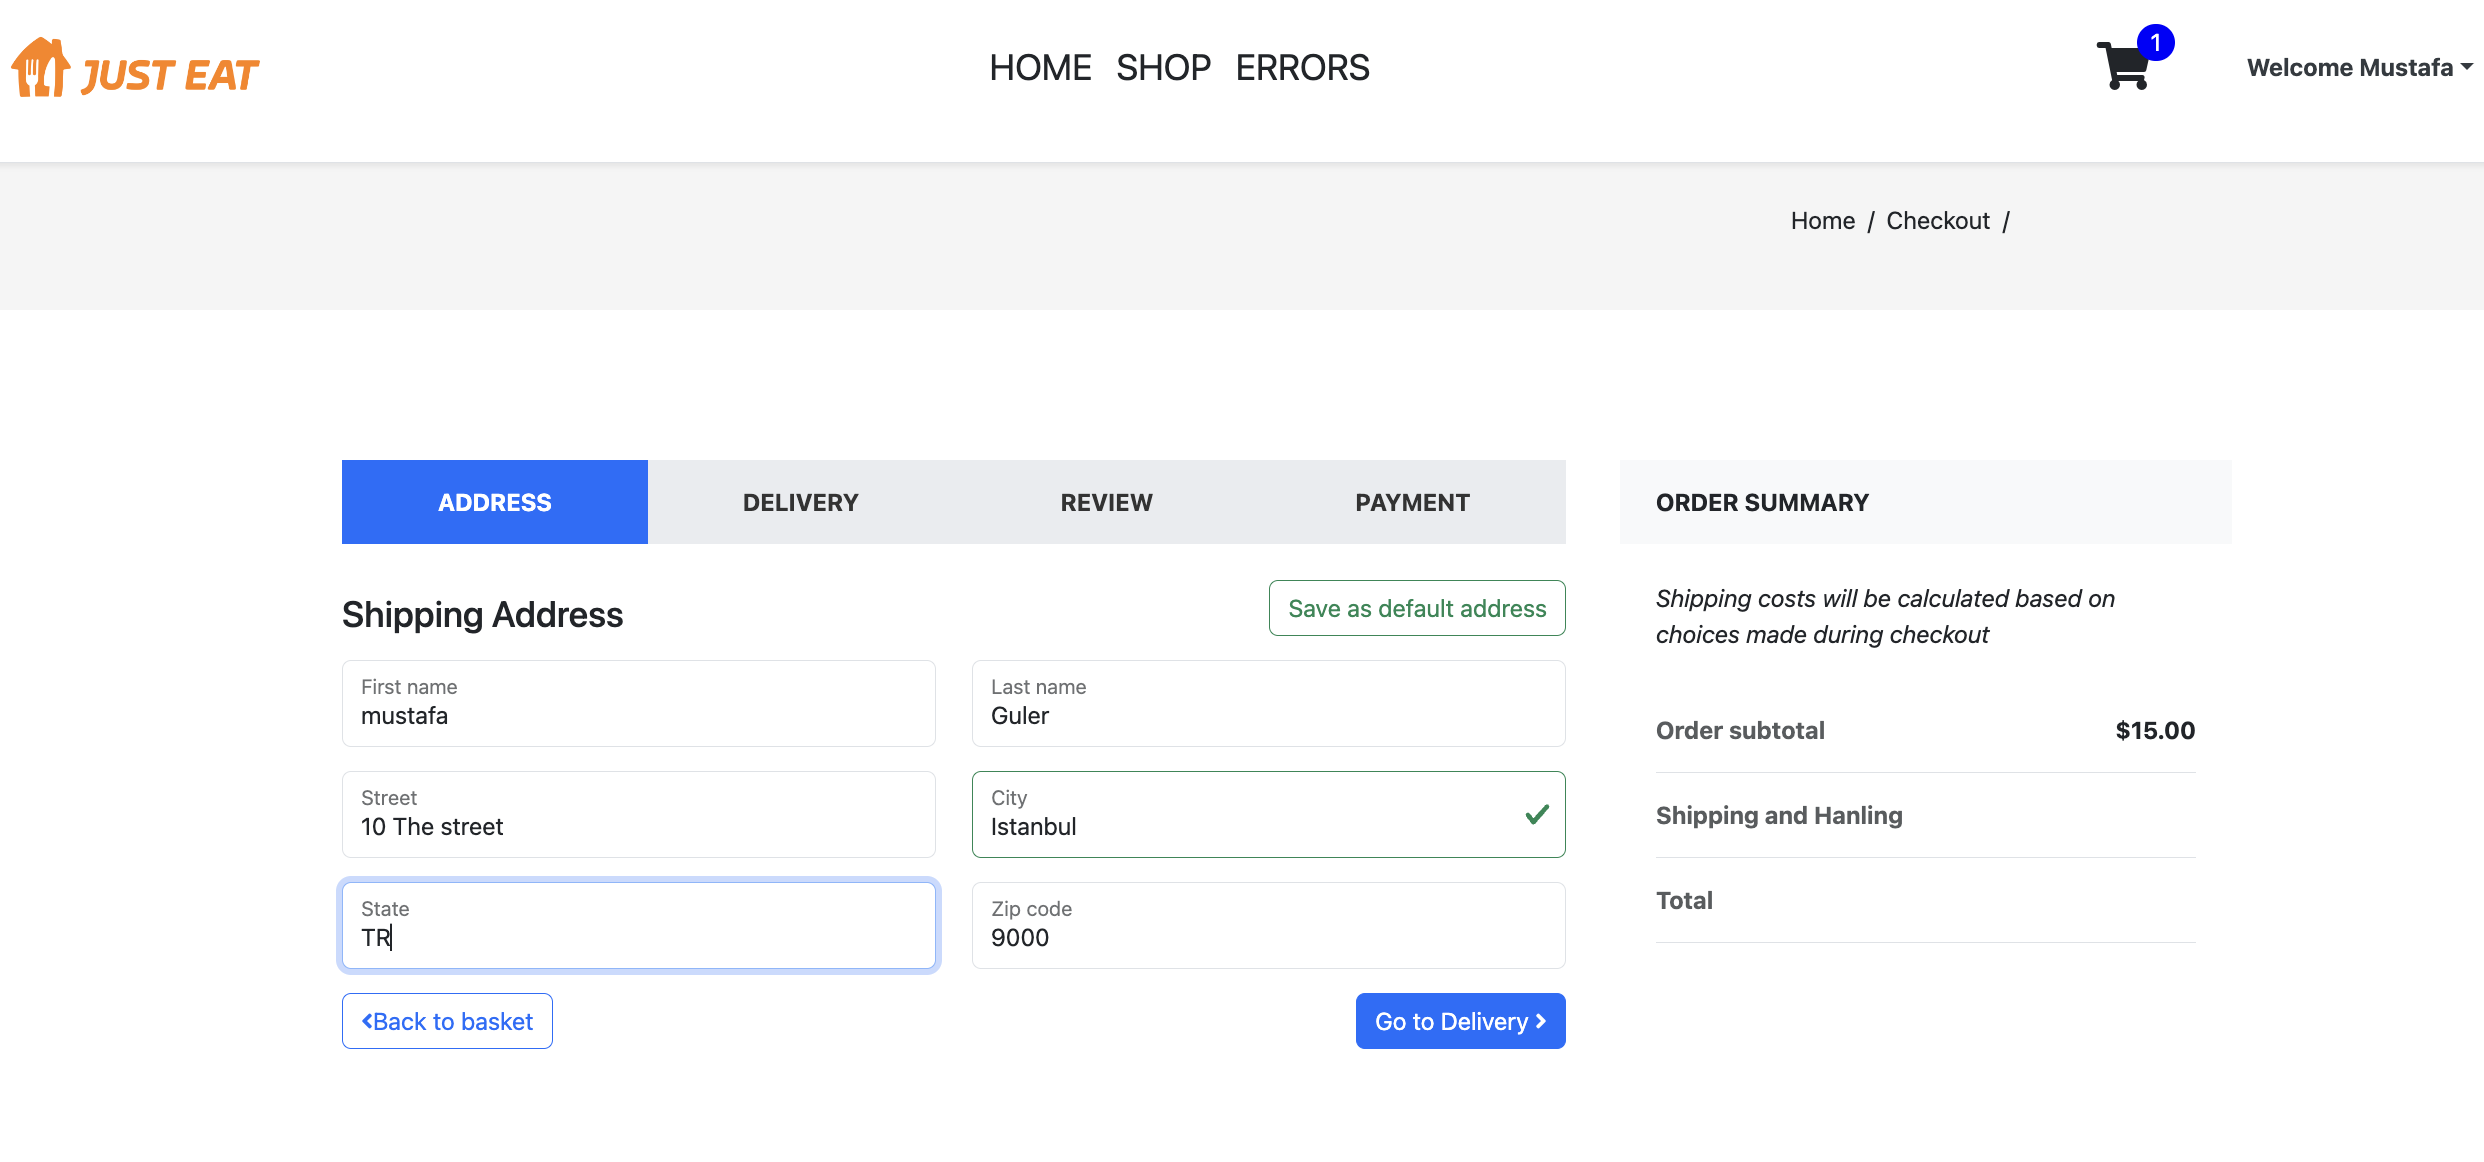 JUST EAT
HOME SHOP ERRORS
1
Welcome Mustafa
Home / Checkout /
ADDRESS
DELIVERY
REVIEW
PAYMENT
Shipping Address
Save as default address
First name
mustafa
Last name
Guler
Street
10 The street
City
Istanbul
State
TR
Zip code
9000
Back to basket
Go to Delivery
ORDER SUMMARY
Shipping costs will be calculated based on
choices made during checkout
Order subtotal $15.00
Shipping and Hanling
Total